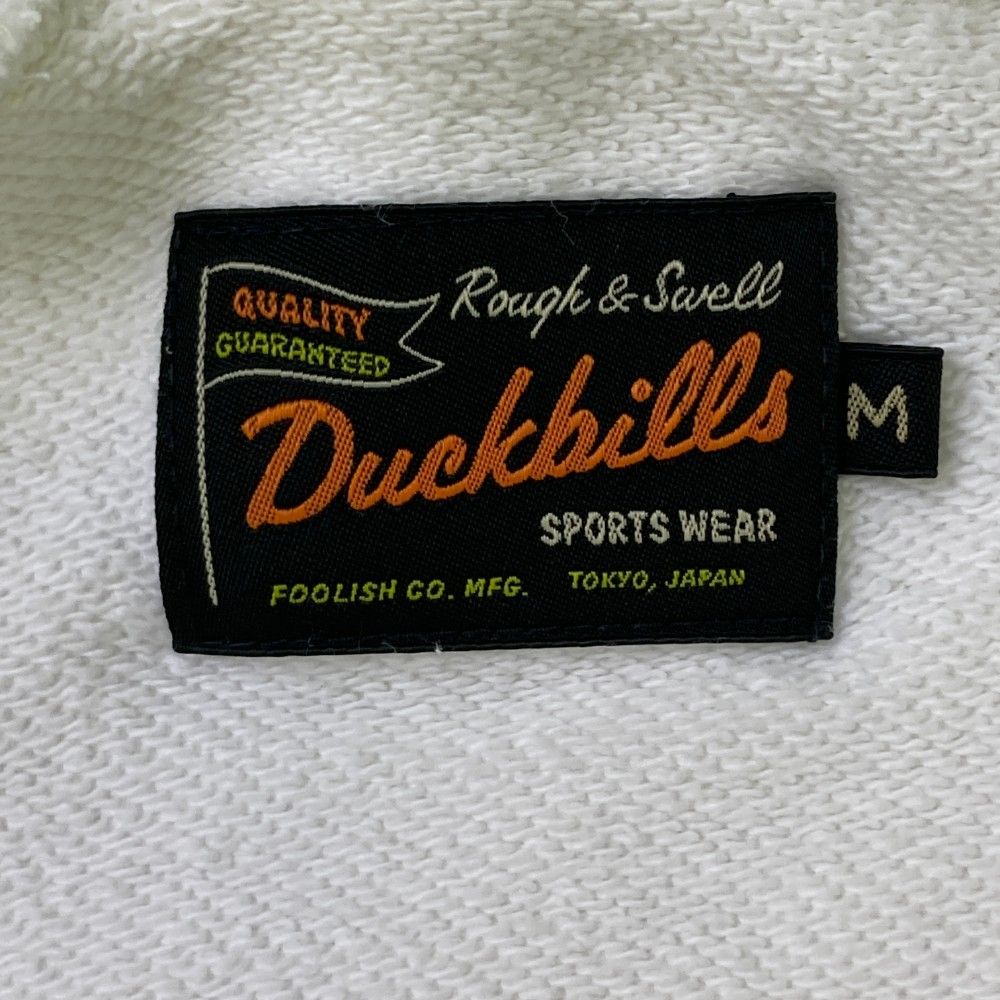 QUALITY
GUARANTEED
Rough & Swell
Duckbills
SPORTS WEAR
FOOLISH CO. MFG. TOKYO, JAPAN
M